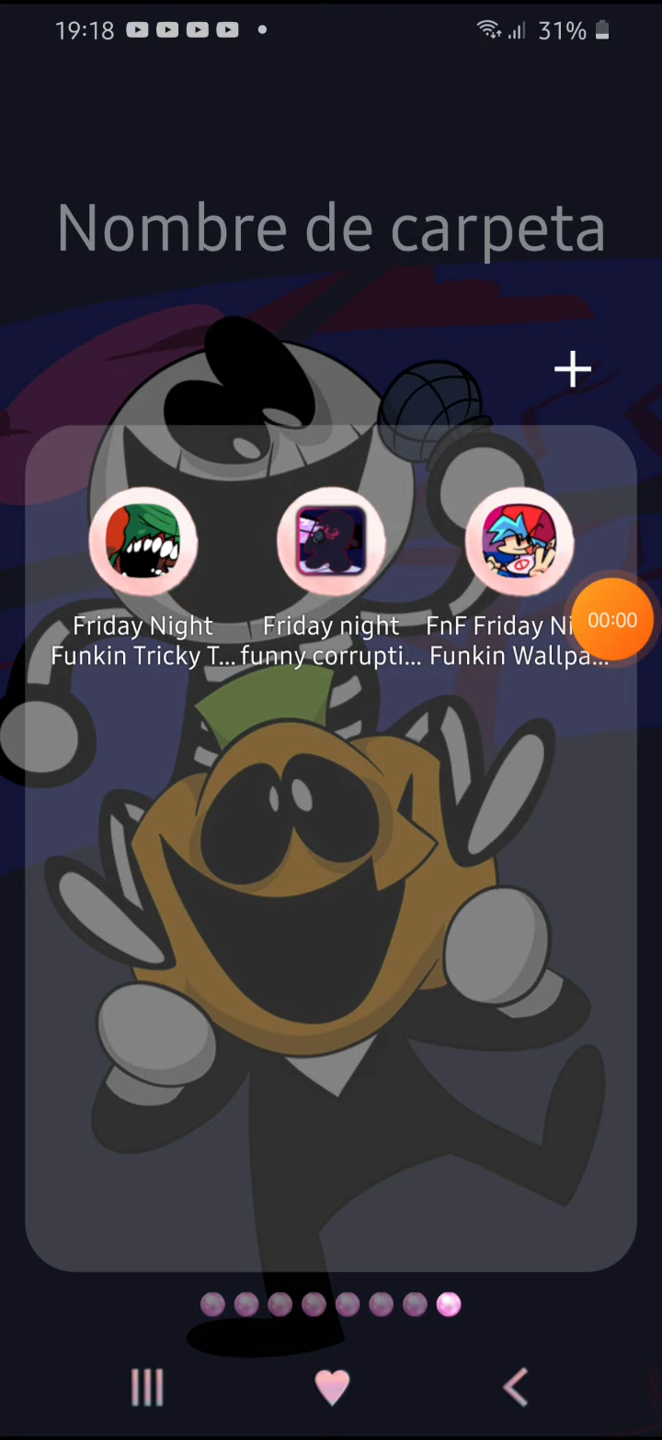 19:18
31%
Nombre de carpeta
Friday Night
Funkin Tricky T...
Friday night
funny corrupti...
FnF Friday Ni
Funkin Wallpa...
00:00